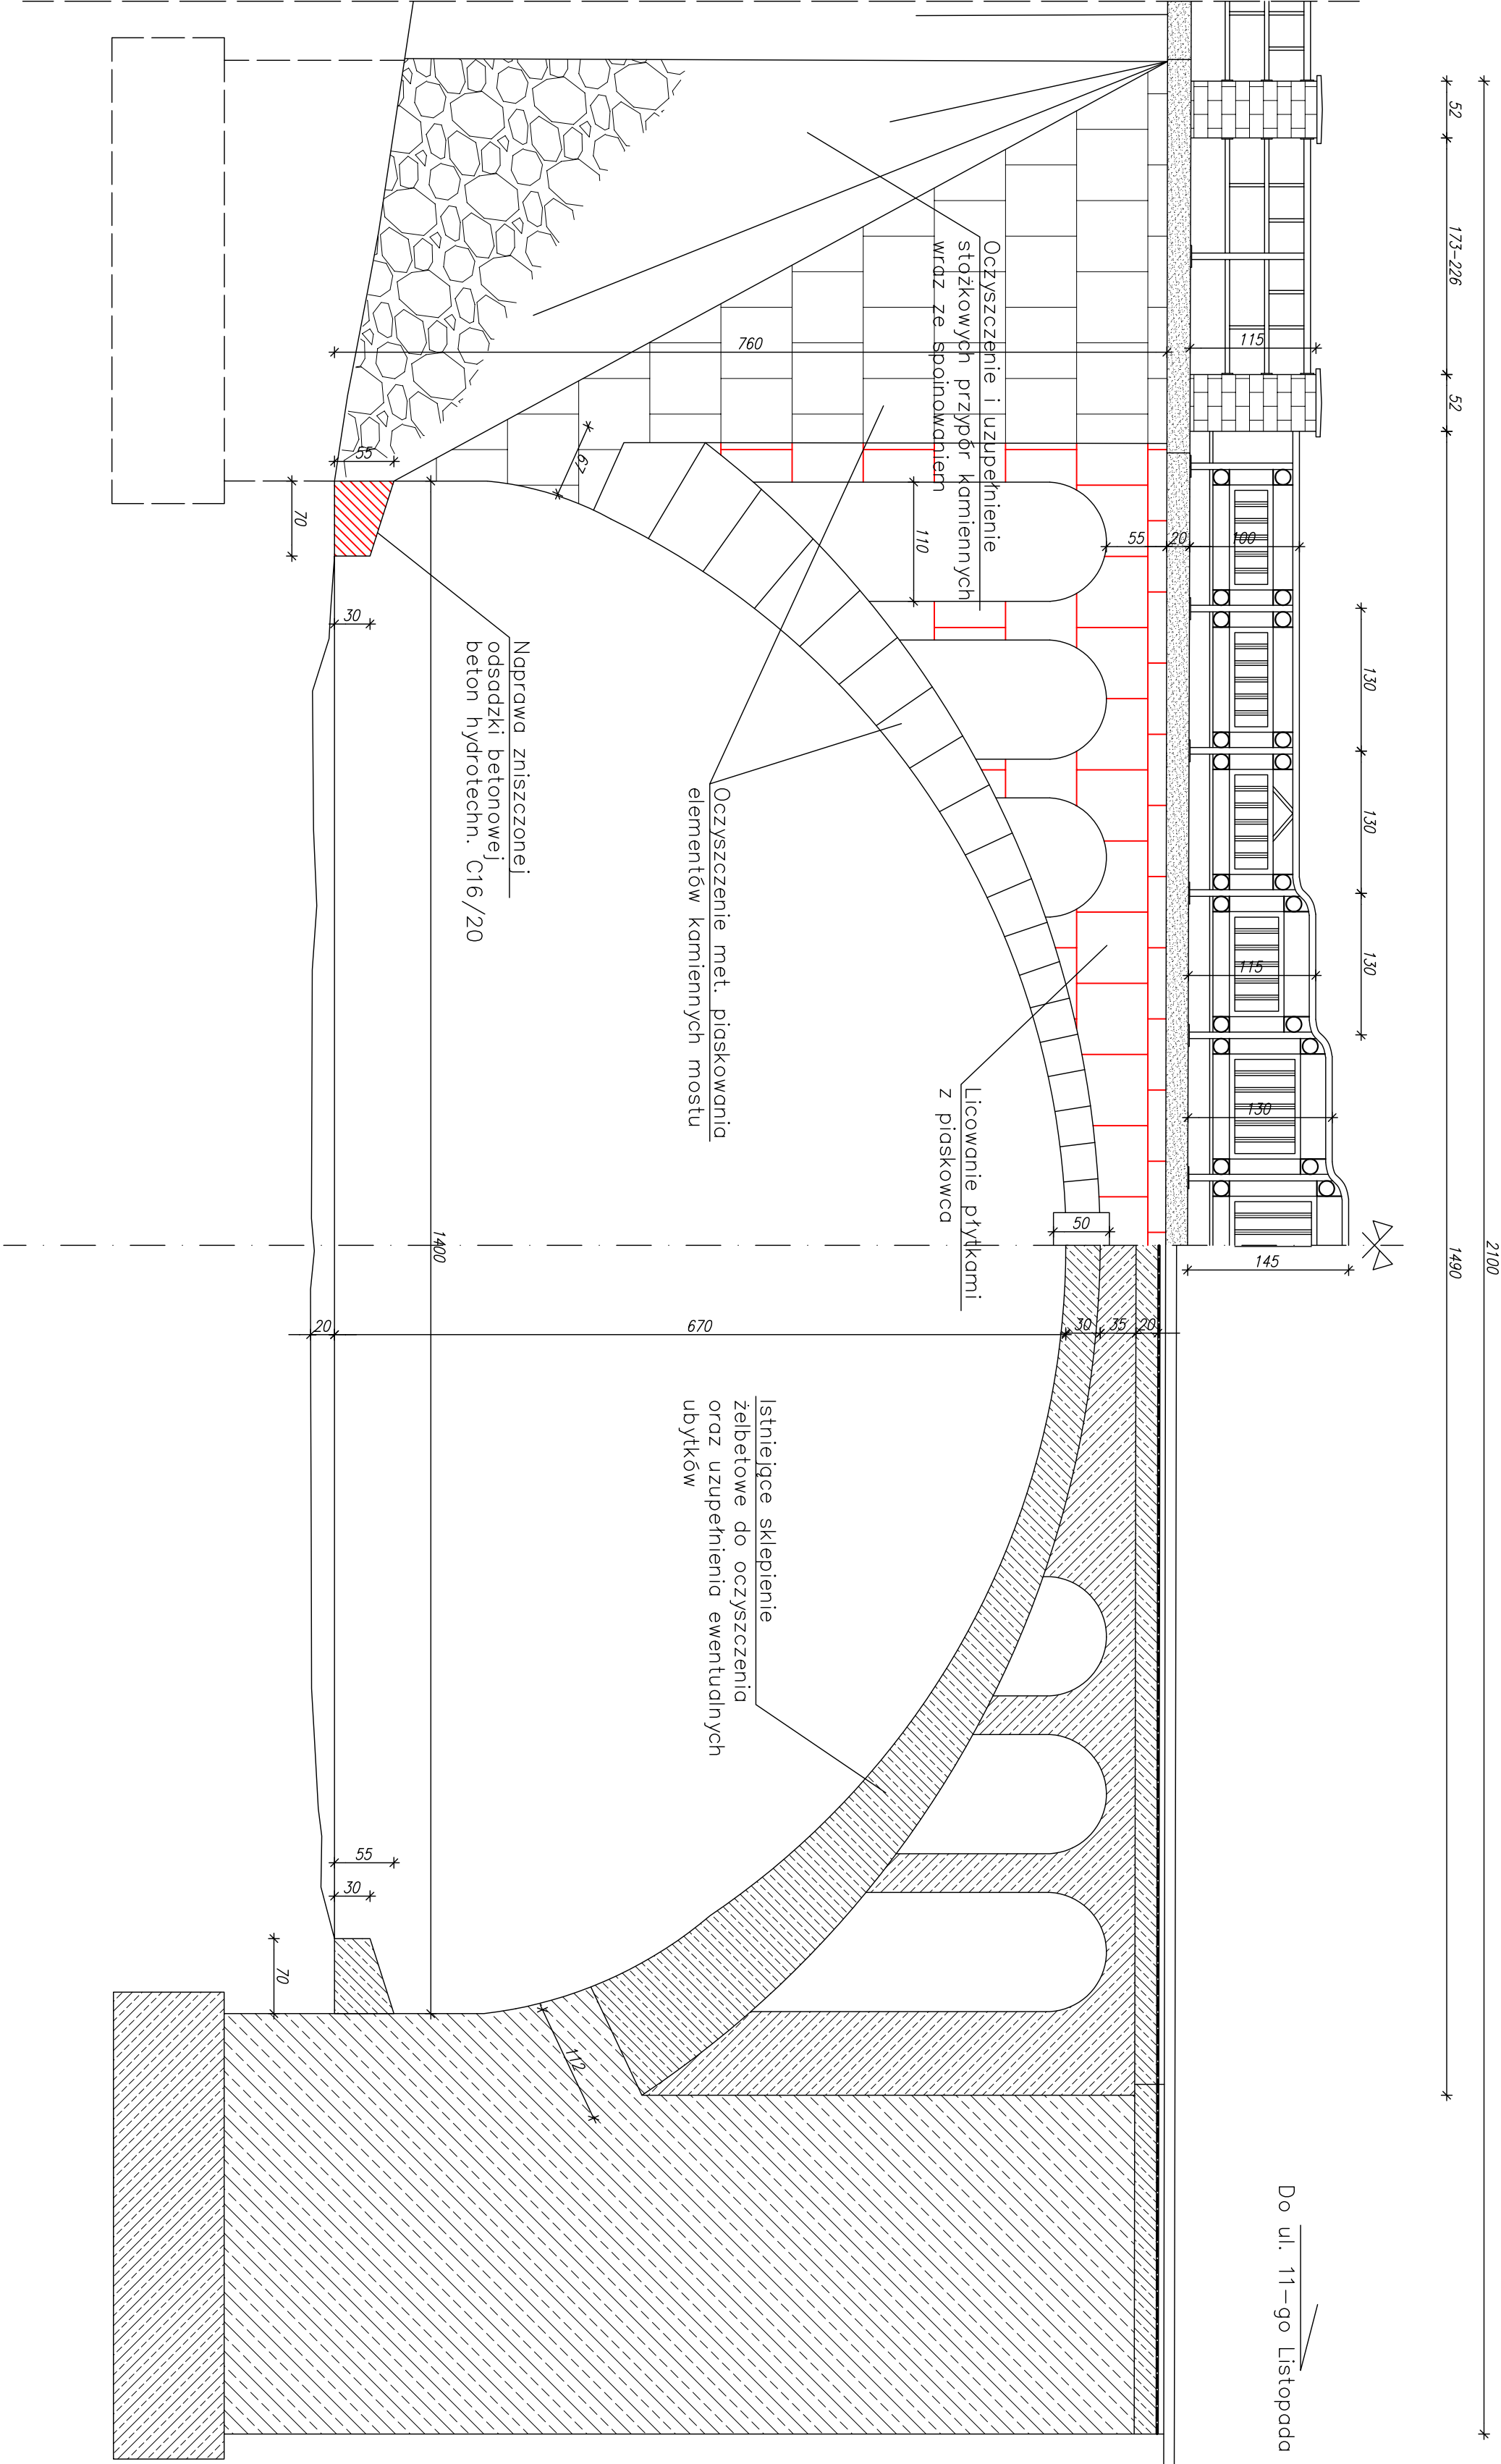 2100
52
173-226
52
1490
130
130
130
115
100
20
55
115
130
145
Do ul. 11-go Listopada
760
110
67
55
70
30
Oczyszczenie i uzupełnienie
stożkowych przypór kamiennych
wraz ze spoinowaniem
Licowanie płytkami
z piaskowca
Oczyszczenie met. piaskowania
elementów kamiennych mostu
Naprawa zniszczonej
odsadzki betonowej
beton hydrotechn. C16/20
50
30
35
20
670
20
1400
Istniejące sklepienie
żelbetowe do oczyszczenia
oraz uzupełnienia ewentualnych
ubytków
55
30
70
112